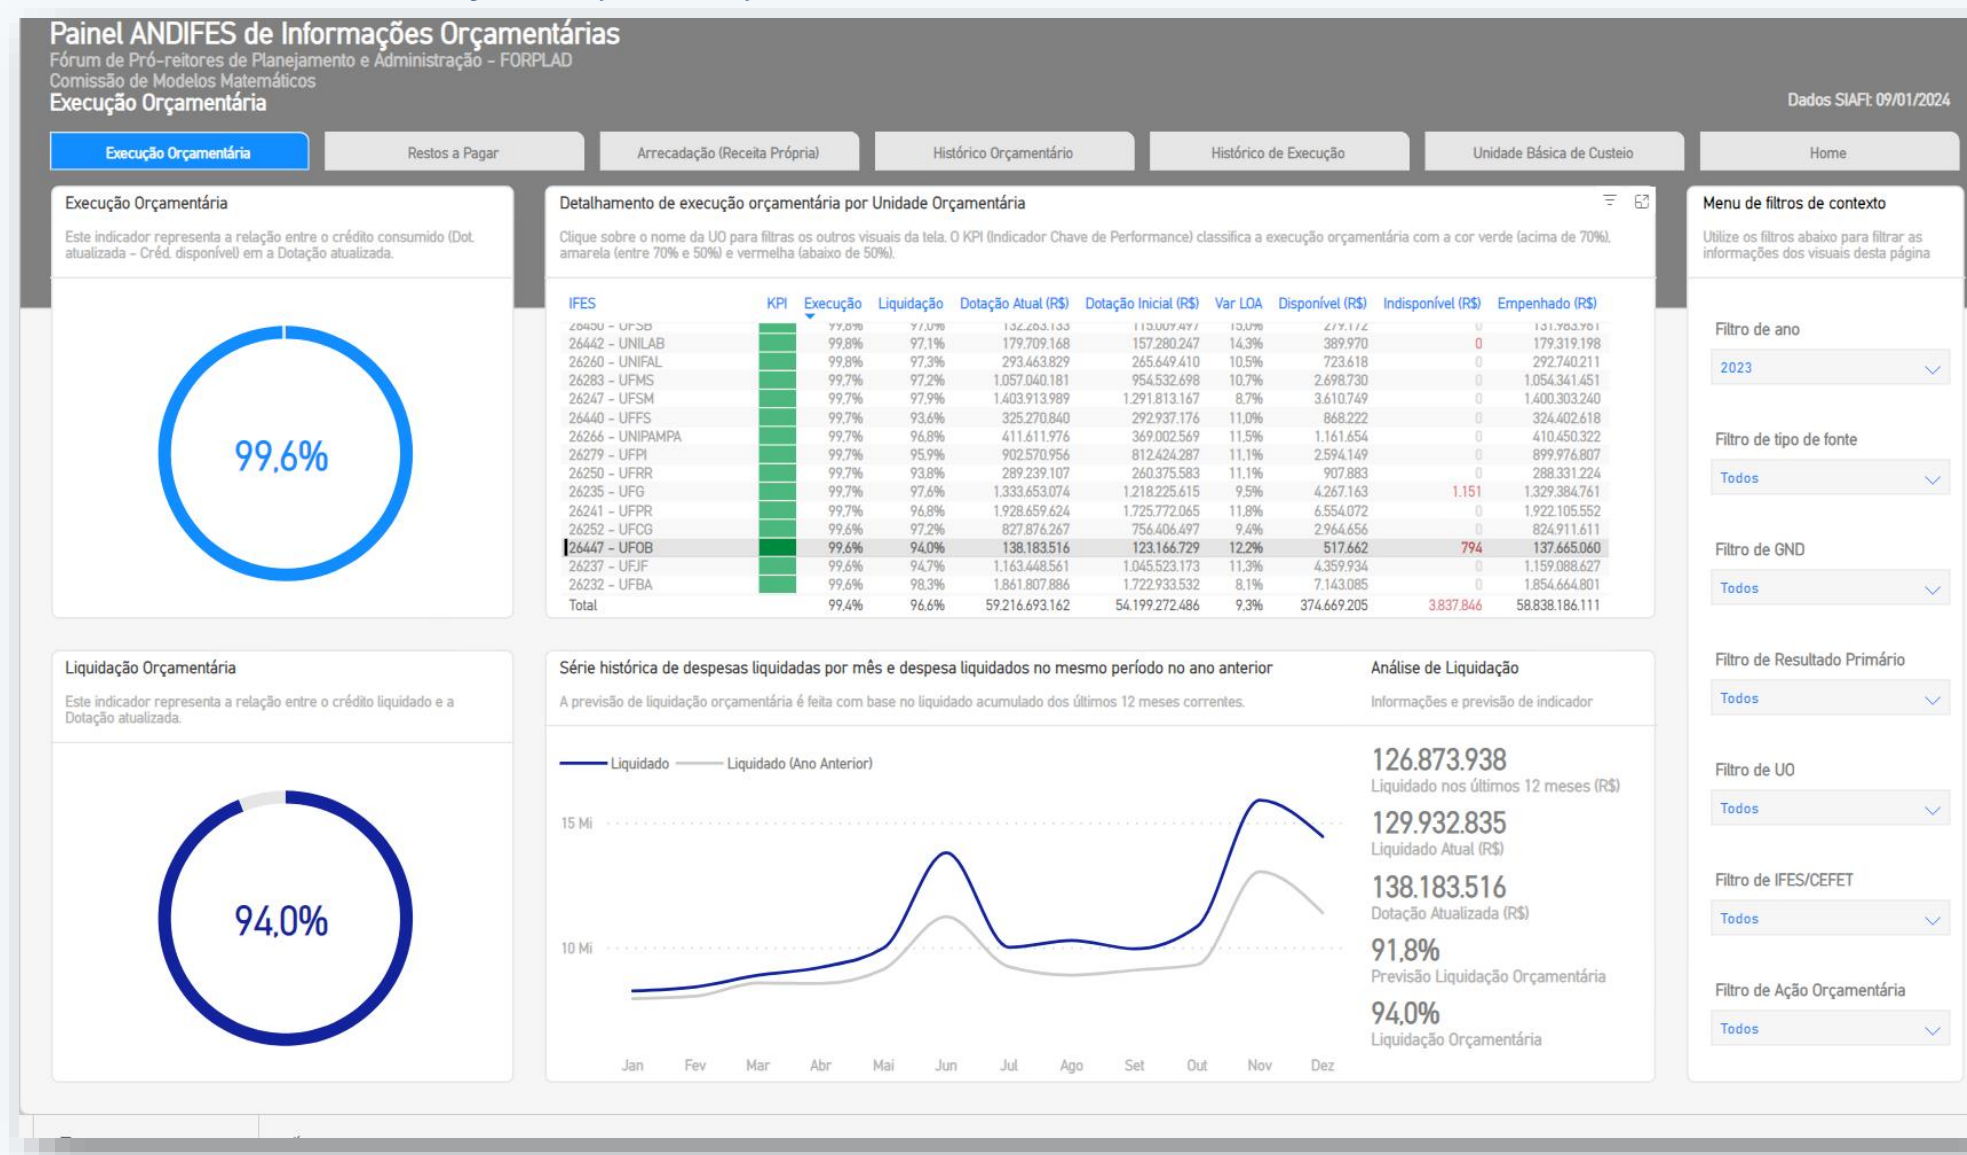 Painel ANDIFES de Informações Orçamentárias
Fórum de Pró-reitores de Planejamento e Administração - FORPLAD
Comissão de Modelos Matemáticos
Execução Orçamentária
Dados SIAFI: 09/01/2024
Execução Orçamentária
Restos a Pagar
Arrecadação (Receita Própria)
Histórico Orçamentário
Histórico de Execução
Unidade Básica de Custeio
Home
Execução Orçamentária
Este indicador representa a relação entre o crédito consumido (Dot.
atualizada - Créd. disponível) em a Dotação atualizada.
99,6%
Detalhamento de execução orçamentária por Unidade Orçamentária
Clique sobre o nome da UO para filtras os outros visuais da tela. O KPI (Indicador Chave de Performance) classifica a execução orçamentária com a cor verde (acima de 70%),
amarela (entre 70% e 50%) e vermelha (abaixo de 50%).
IFES KPI Execução Liquidação Dotação Atual (R$) Dotação Inicial (R$) Var LOA Disponível (R$) Indisponível (R$) Empenhado (R$)
26450 - UFSB 99,8% 97,0% 132.263.133 115.009.497 15,0% 279.172 0 131.983.961
26442 - UNILAB 99,8% 97,1% 179.709.168 157.280.247 14,3% 389.970 0 179.319.198
26260 - UNIFAL 99,8% 97,3% 293.463.829 265.649.410 10,5% 723.618 0 292.740.211
26283 - UFMS 99,7% 97,2% 1.057.040.181 954.532.698 10,7% 2.698.730 0 1.054.341.451
26247 - UFSM 99,7% 97,9% 1.403.913.989 1.291.813.167 8,7% 3.610.749 0 1.400.303.240
26440 - UFFS 99,7% 93,6% 325.270.840 292.937.176 11,0% 868.222 0 324.402.618
26266 - UNIPAMPA 99,7% 96,8% 411.611.976 369.002.569 11,5% 1.161.654 0 410.450.322
26279 - UFPI 99,7% 95,9% 902.570.956 812.424.287 11,1% 2.594.149 0 899.976.807
26250 - UFRR 99,7% 93,8% 289.239.107 260.375.583 11,1% 907.883 0 288.331.224
26235 - UFG 99,7% 97,6% 1.333.653.074 1.218.225.615 9,5% 4.267.163 1.151 1.329.384.761
26241 - UFPR 99,7% 96,8% 1.928.659.624 1.725.772.065 11,8% 6.554.072 0 1.922.105.552
26252 - UFCG 99,6% 97,2% 827.876.267 756.406.497 9,4% 2.964.656 0 824.911.611
26447 - UFOB 99,6% 94,0% 138.183.516 123.166.729 12,2% 517.662 794 137.665.060
26237 - UFJF 99,6% 94,7% 1.163.448.561 1.045.523.173 11,3% 4.359.934 0 1.159.088.627
26232 - UFBA 99,6% 98,3% 1.861.807.886 1.722.933.532 8,1% 7.143.085 0 1.854.664.801
Total 99,4% 96,6% 59.216.693.162 54.199.272.486 9,3% 374.669.205 3.837.846 58.838.186.111
Liquidação Orçamentária
Este indicador representa a relação entre o crédito liquidado e a
Dotação atualizada.
94,0%
Série histórica de despesas liquidadas por mês e despesa liquidados no mesmo período no ano anterior
A previsão de liquidação orçamentária é feita com base no liquidado acumulado dos últimos 12 meses correntes.
Liquidado
Liquidado (Ano Anterior)
15 Mi
10 Mi
Jan Fev Mar Abr Mai Jun Jul Ago Set Out Nov Dez
Análise de Liquidação
Informações e previsão de indicador
126.873.938
Liquidado nos últimos 12 meses (R$)
129.932.835
Liquidado Atual (R$)
138.183.516
Dotação Atualizada (R$)
91,8%
Previsão Liquidação Orçamentária
94,0%
Liquidação Orçamentária
Menu de filtros de contexto
Utilize os filtros abaixo para filtrar as
informações dos visuais desta página
Filtro de ano
2023
Filtro de tipo de fonte
Todos
Filtro de GND
Todos
Filtro de Resultado Primário
Todos
Filtro de UO
Todos
Filtro de IFES/CEFET
Todos
Filtro de Ação Orçamentária
Todos